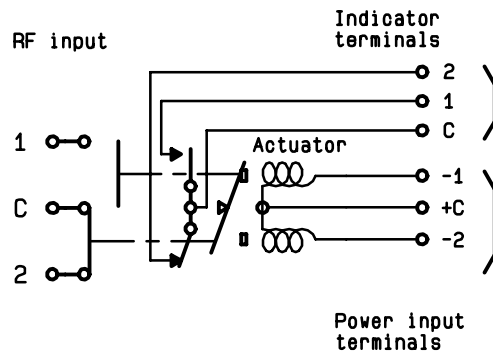 Indicator
terminals
RF input
2
1
C
Actuator
1
-1
C
+C
-2
2
Power input
terminals